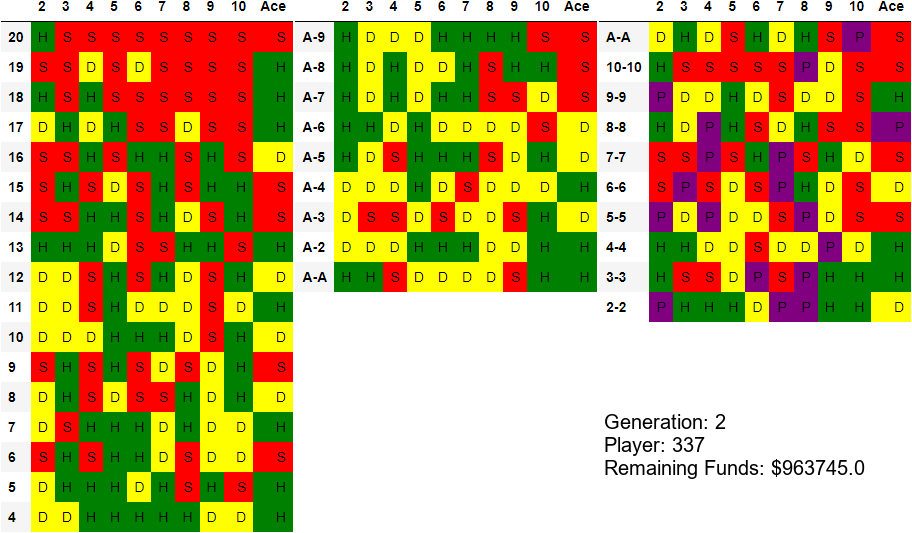 2 3 4 5 6 7 8 9 10 Ace
20 H S S S S S S S S S
19 S S D S D S S S S H
18 H S H S S S S S S H
17 D H D H S S D S S H
16 S S H S H H S H S D
15 S H S D S H S H H S
14 S S H H S H D S H S
13 H H H D S S H H S H
12 D D S H S H D S H D
11 D D S H D D D S D H
10 D D D H H H D S H D
9 S H S H S D S D H S
8 D H S D S S H D H D
7 D S H H H D H D D H
6 S H S H H D S D D S
5 D H H H D H S H S H
4 D D H H H H H D D H
2 3 4 5 6 7 8 9 10 Ace
A-9 H D D D H H H H S S
A-8 H D H D D H S H H S
A-7 H D H D H H S S D S
A-6 H H D H D D D D S D
A-5 H D S H H H S D H D
A-4 D D D H D S D D D H
A-3 D S S D S D D S H D
A-2 D D D H H H D D H H
A-A H H S D D D D S H H
2 3 4 5 6 7 8 9 10 Ace
A-A D H D S H D H S P S
10-10 H S S S S S P D S S
9-9 P D D H D S D D S H
8-8 H D P H S D H S S P
7-7 S S P S H P S H D S
6-6 S P S D S P H D S D
5-5 P D P D D S P D S S
4-4 H H D D S D D P D H
3-3 H S S D P S P H H H
2-2 P H H H D P P H H D
Generation: 2
Player: 337
Remaining Funds: $963745.0